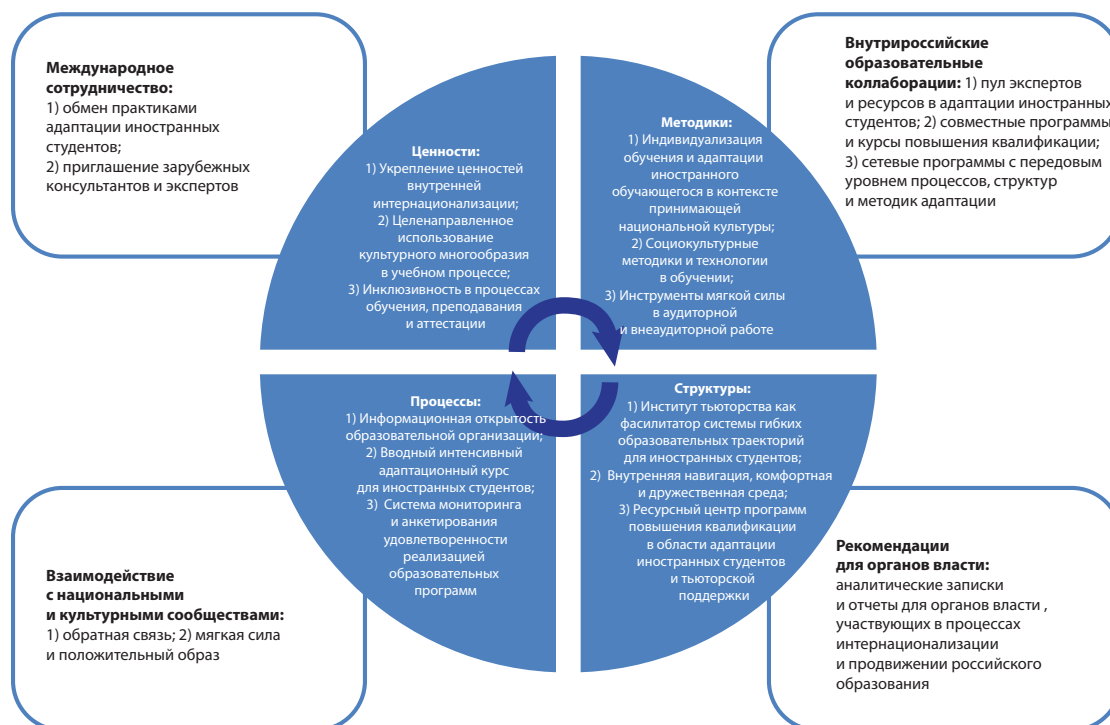 Международное
сотрудничество:
1) обмен практиками
адаптации иностранных
студентов;
2) приглашение зарубежных
консультантов и экспертов
Ценности:
1) Укрепление ценностей
внутренней
интернационализации;
2) Целенаправленное
использование
культурного многообразия
в учебном процессе;
3) Инклюзивность в процессах
обучения, преподавания
и аттестации
Методики:
1) Индивидуализация
обучения и адаптации
иностранного
обучающегося в контексте
принимающей
национальной культуры;
2) Социокультурные
методики и технологии
в обучении;
3) Инструменты мягкой силы
в аудиторной
и внеаудиторной работе
Внутрироссийские
образовательные
коллаборации: 1) пул экспертов
и ресурсов в адаптации иностранных
студентов; 2) совместные программы
и курсы повышения квалификации;
3) сетевые программы с передовым
уровнем процессов, структур
и методик адаптации
Взаимодействие
с национальными
и культурными сообществами:
1) обратная связь; 2) мягкая сила
и положительный образ
Процессы:
1) Информационная открытость
образовательной организации;
2) Вводный интенсивный
адаптационный курс
для иностранных студентов;
3) Система мониторинга
и анкетирования
удовлетворенности
реализацией
образовательных
программ
Структуры:
1) Институт тьюторства как
фасилитатор системы гибких
образовательных траекторий
для иностранных студентов;
2) Внутренняя навигация, комфортная
и дружественная среда;
3) Ресурсный центр программ
повышения квалификации
в области адаптации
иностранных студентов
и тьюторской
поддержки
Рекомендации
для органов власти:
аналитические записки
и отчеты для органов власти ,
участвующих в процессах
интернационализации
и продвижении российского
образования